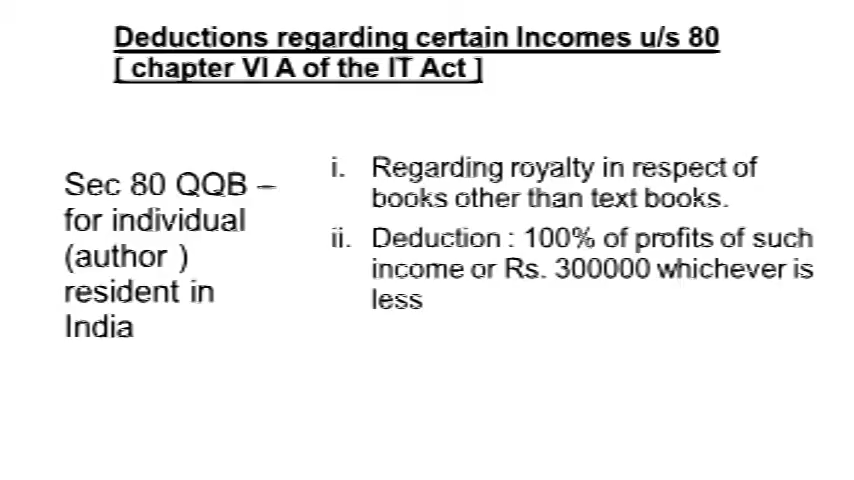 Deductions regarding certain Incomes u/s 80
[ chapter VI A of the IT Act ]
Sec 80 QQB –
for individual
(author )
resident in
India
i. Regarding royalty in respect of
books other than text books.
ii. Deduction : 100% of profits of such
income or Rs. 300000 whichever is
less